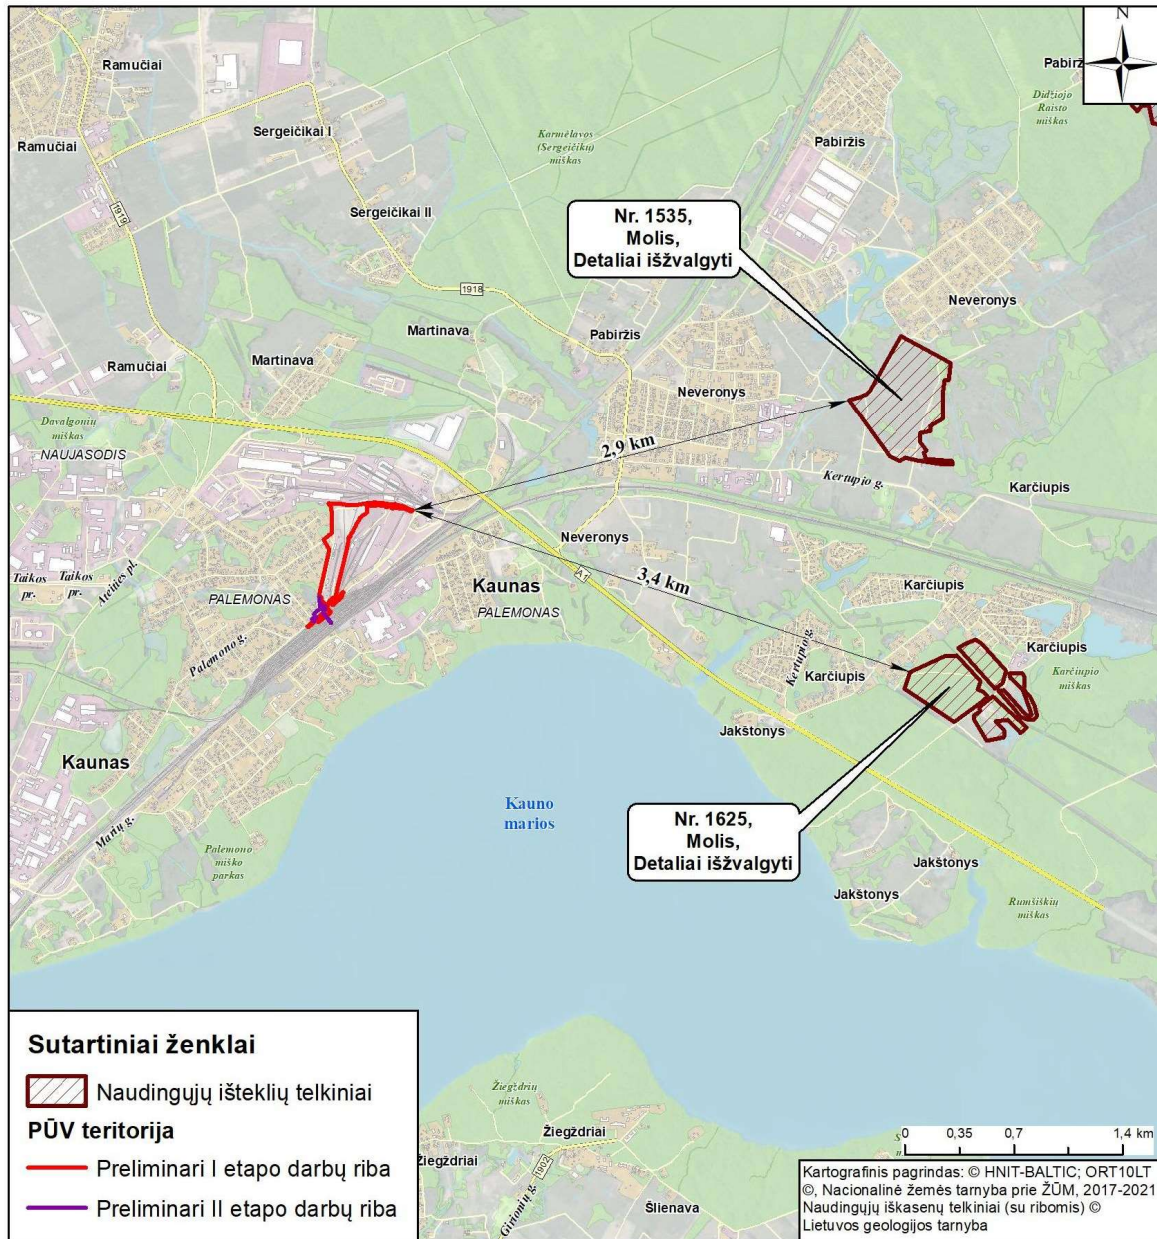 N
Ramučiai
Pabirž
Didžiojo
Raisto
miškas
Sergeičikai I
Karmėlavos
(Sergeičikų)
miškas
Pabiržis
Ramučiai
1919
Sergeičikai II
Nr. 1535,
Molis,
Detaliai išžvalgyti
1918
Neveronys
Martinava
Pabiržis
Ramučiai
Martinava
Neveronys
Davalgonių
miškas
NAUJASODIS
2,9 km
Kertupio g.
Karčiupis
Neveronys
Taikos
pr.
Taikos
pr.
Ateities pl.
A1
3,4 km
Kaunas
PALEMONAS
PALEMONAS
Karčiupis
Palemono g.
Kertupio g.
Karčiupis
Karčiupis
Karčiupio
miškas
Jakštonys
Kaunas
Kauno
marios
Marių g.
Nr. 1625,
Molis,
Detaliai išžvalgyti
Palemono
miško
parkas
Jakštonys
Jakštonys
Rumšiškių
miškas
Sutartiniai ženklai
Naudingųjų išteklių telkiniai
PŪV teritorija
Preliminari I etapo darbų riba
Preliminari II etapo darbų riba
Žiegždrių
miškas
Žiegždriai
Žiegždriai
1902
Girionių g.
Šlienava
0 0,35 0,7 1,4 km
Kartografinis pagrindas: © HNIT-BALTIC; ORT10LT
©, Nacionalinė žemės tarnyba prie ŽŪM, 2017-2021
Naudingųjų iškasenų telkiniai (su ribomis) ©
Lietuvos geologijos tarnyba